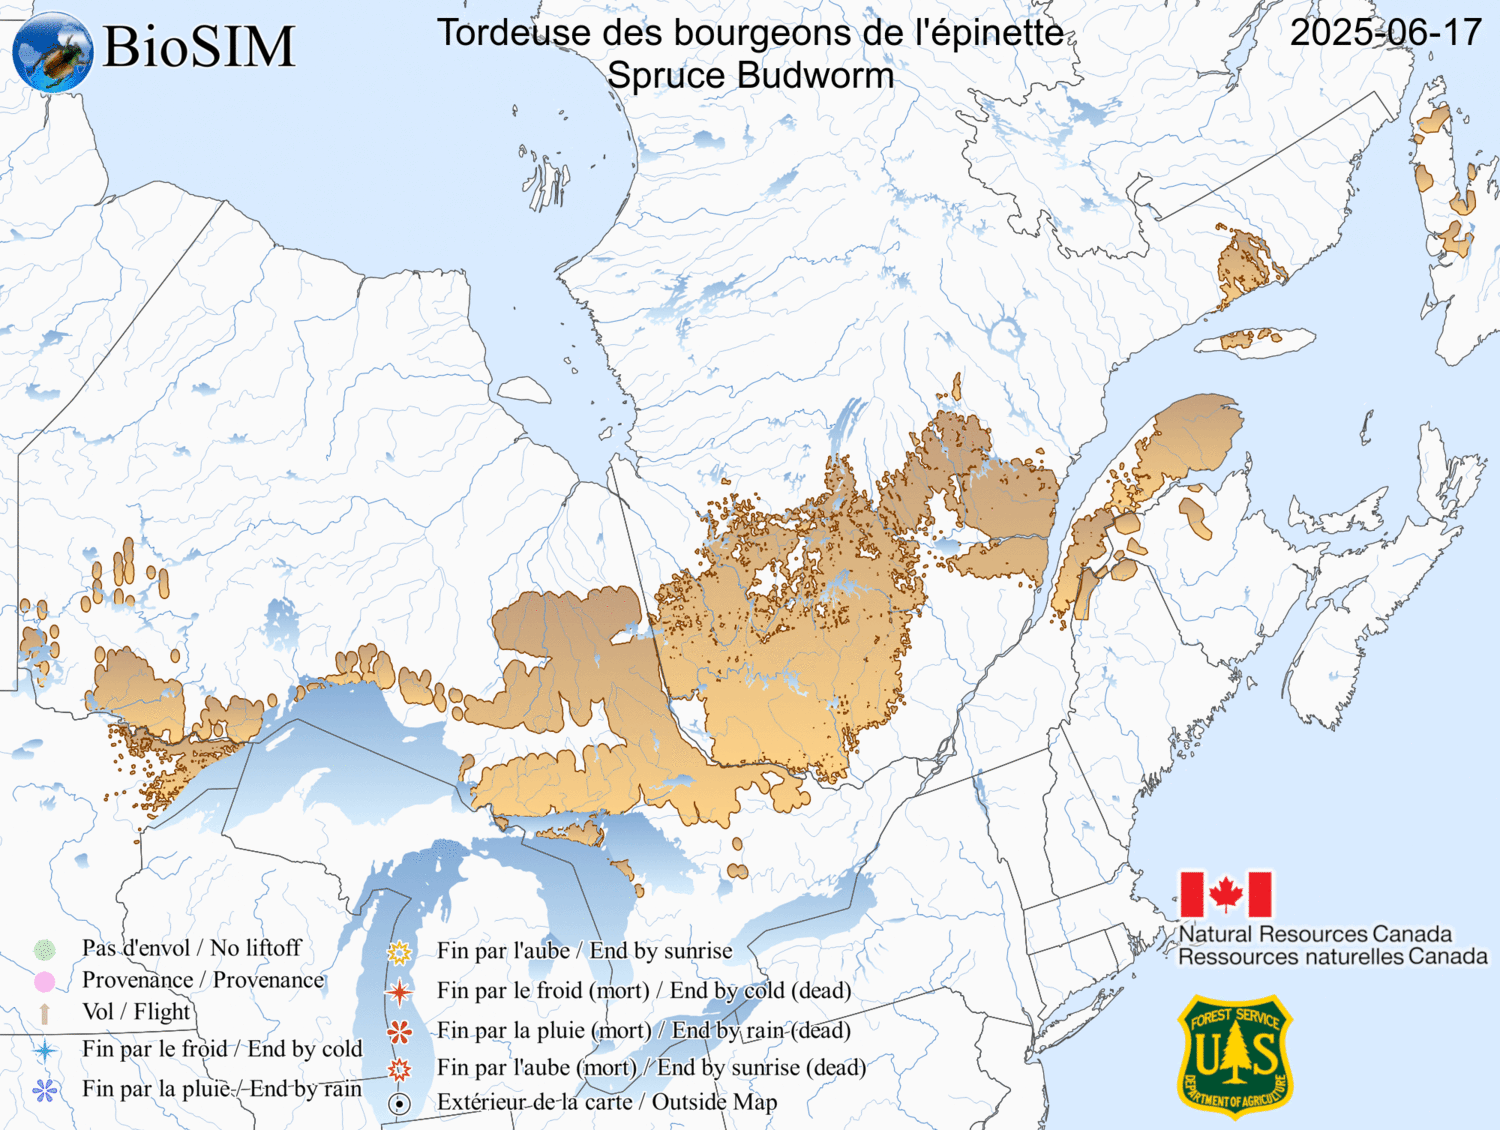 BioSIM
Tordeuse des bourgeons de l'épinette
Spruce Budworm
2025-06-17
Pas d'envol / No liftoff
Provenance / Provenance
Vol / Flight
Fin par le froid / End by cold
Fin par la pluie / End by rain
Fin par l'aube / End by sunrise
Fin par le froid (mort) / End by cold (dead)
Fin par la pluie (mort) / End by rain (dead)
Fin par l'aube (mort) / End by sunrise (dead)
Extérieur de la carte / Outside Map
Natural Resources Canada
Ressources naturelles Canada
FOREST SERVICE
US
DEPARTMENT OF AGRICULTURE